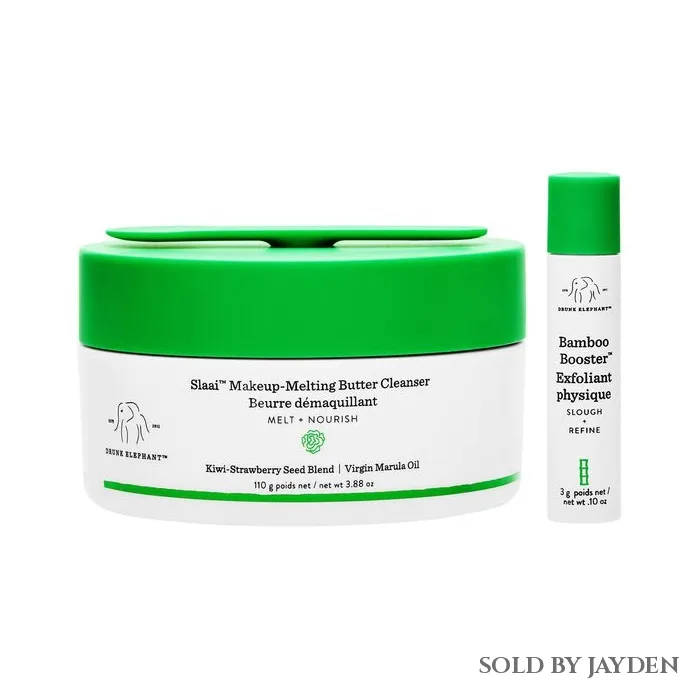 Slaai™ Makeup-Melting Butter Cleanser
Beurre démaquillant
MELT + NOURISH
DRUNK ELEPHANT™
Kiwi-Strawberry Seed Blend | Virgin Marula Oil
110 g poids net / net wt 3.88 oz
DRUNK ELEPHANT™
Bamboo
Booster™
Exfoliant
physique
SLOUGH
+
REFINE
3 g poids net /
net wt .10 oz
SOLD BY JAYDEN